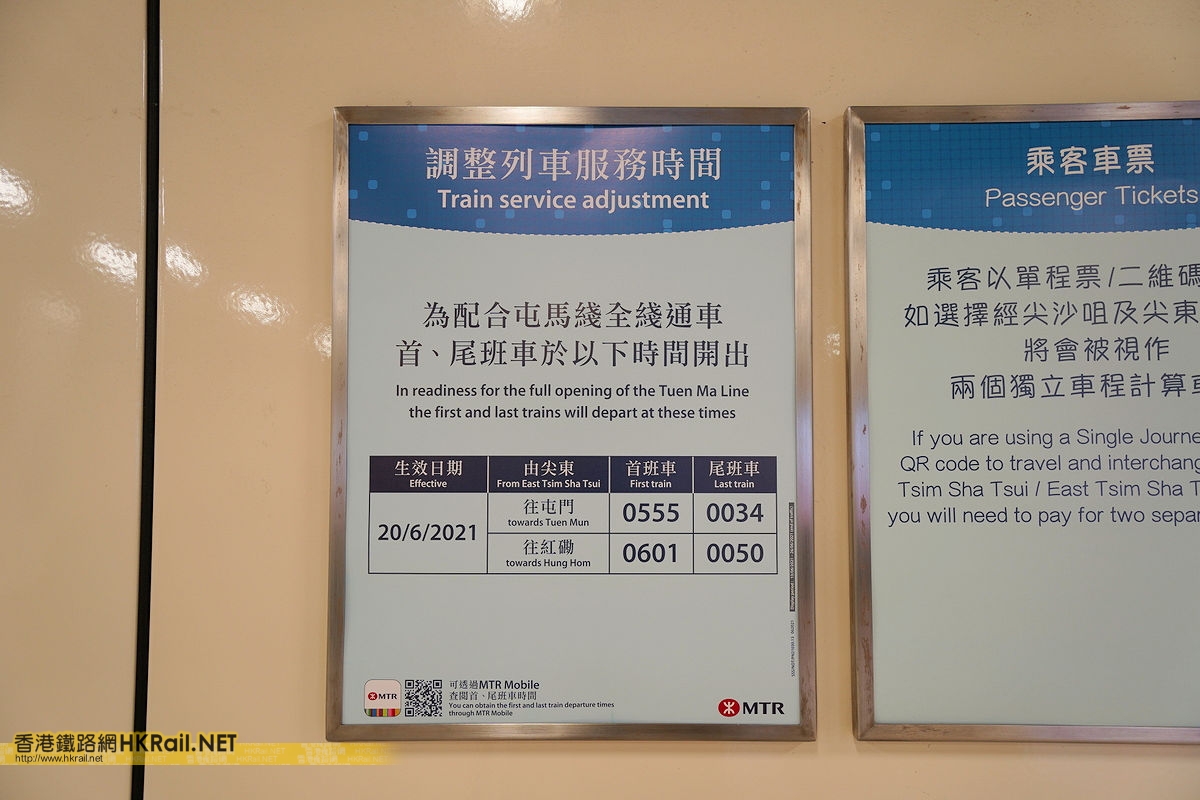 調整列車服務時間
Train service adjustment
為配合屯馬綫全綫通車
首、尾班車於以下時間開出
In readiness for the full opening of the Tuen Ma Line
the first and last trains will depart at these times
生效日期 由尖東 首班車 尾班車
Effective From East Tsim Sha Tsui First train Last train
20/6/2021
往屯門
towards Tuen Mun
0555 0034
往紅磡
towards Hung Hom
0601 0050
MTR
可透過MTR Mobile
查閱首、尾班車時間
You can obtain the first and last train departure times
through MTR Mobile
MTR
乘客車票
Passenger Tickets
乘客以單程票/二維碼
如選擇經尖沙咀及尖東
將會被視作
兩個獨立車程計算車
If you are using a Single Journe
QR code to travel and interchang
Tsim Sha Tsui / East Tsim Sha T
you will need to pay for two separ
香港鐵路網HKRail.NET
http://www.hkrail.net